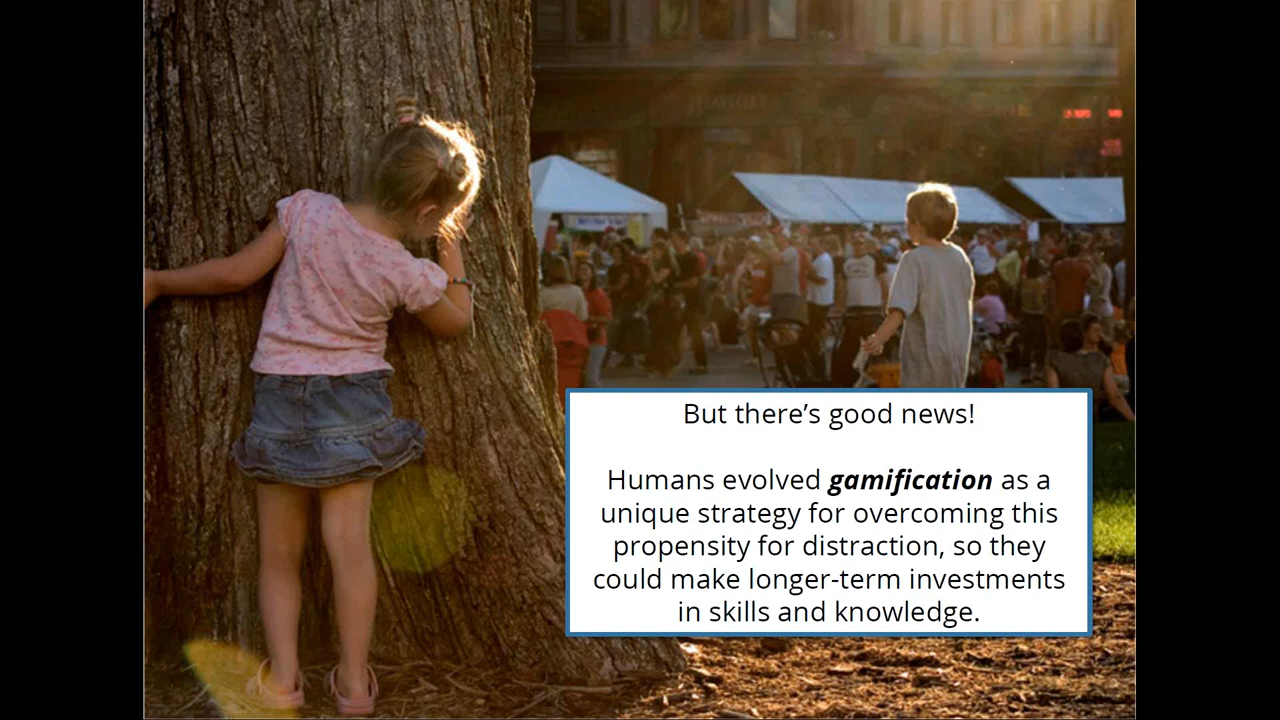 But there’s good news!
Humans evolved gamification as a
unique strategy for overcoming this
propensity for distraction, so they
could make longer-term investments
in skills and knowledge.